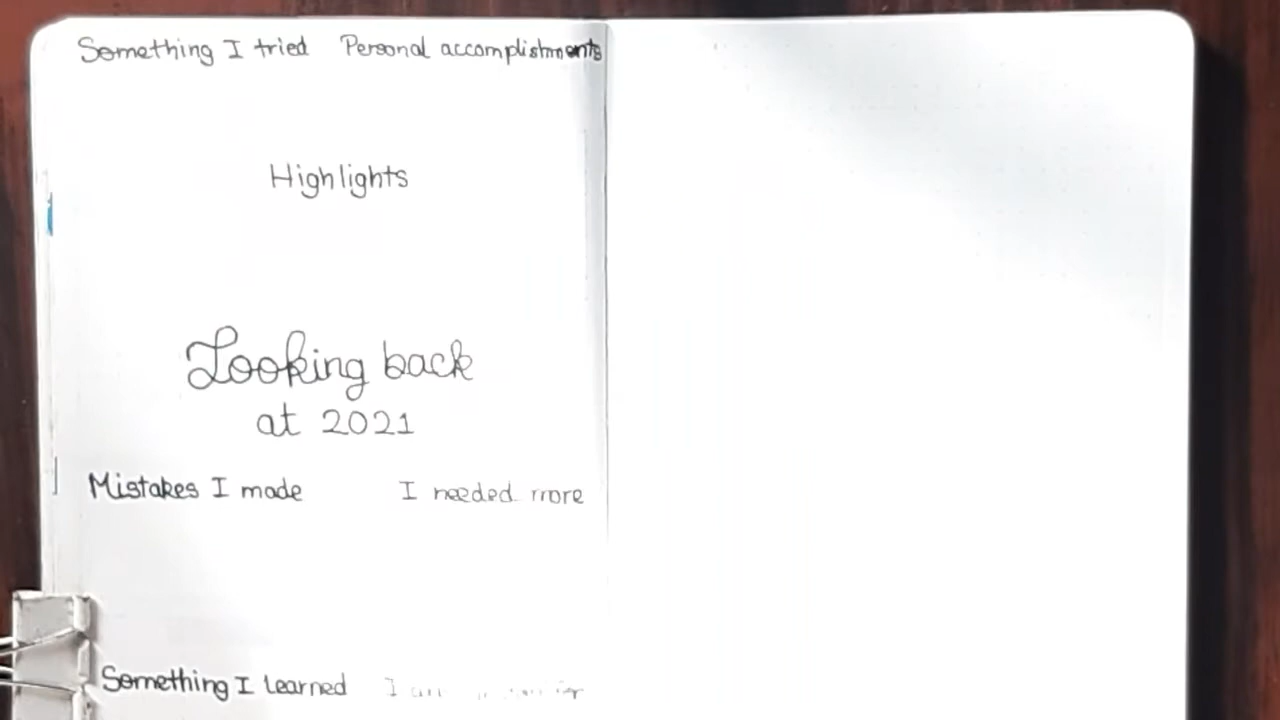 Something I tried Personal accomplishments
Highlights
Looking back
at 2021
Mistakes I made I needed more
Something I learned I